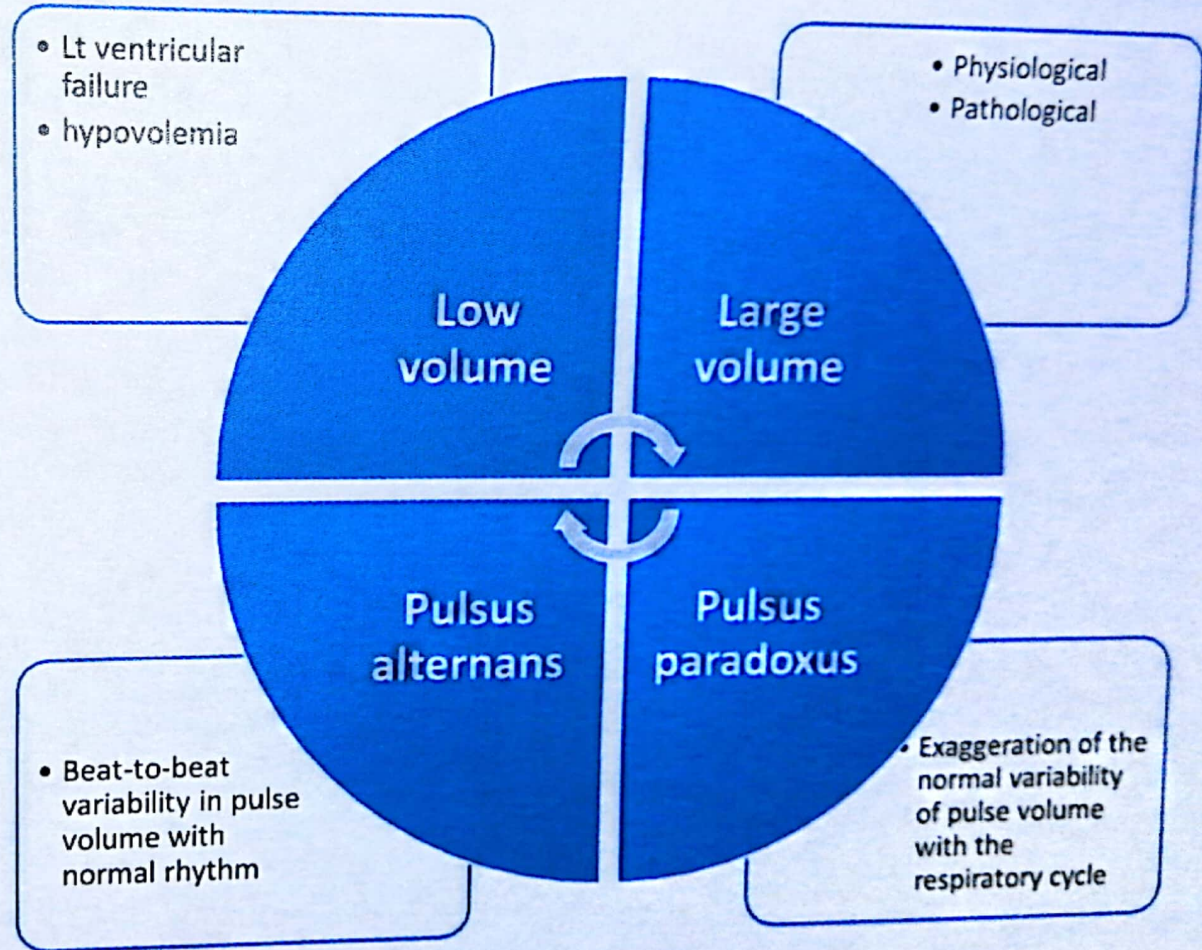 • Lt ventricular
failure
• hypovolemia
• Physiological
• Pathological
Low
volume
Large
volume
Pulsus
alternans
Pulsus
paradoxus
• Beat-to-beat
variability in pulse
volume with
normal rhythm
• Exaggeration of the
normal variability
of pulse volume
with the
respiratory cycle